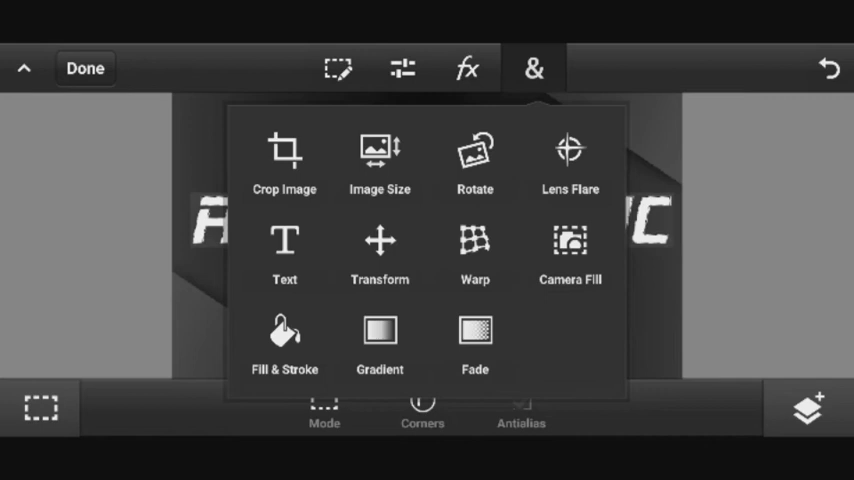 Done fx &
Crop Image Image Size Rotate Lens Flare
Text Transform Warp Camera Fill
Fill & Stroke Gradient Fade
Mode Corners Antialias